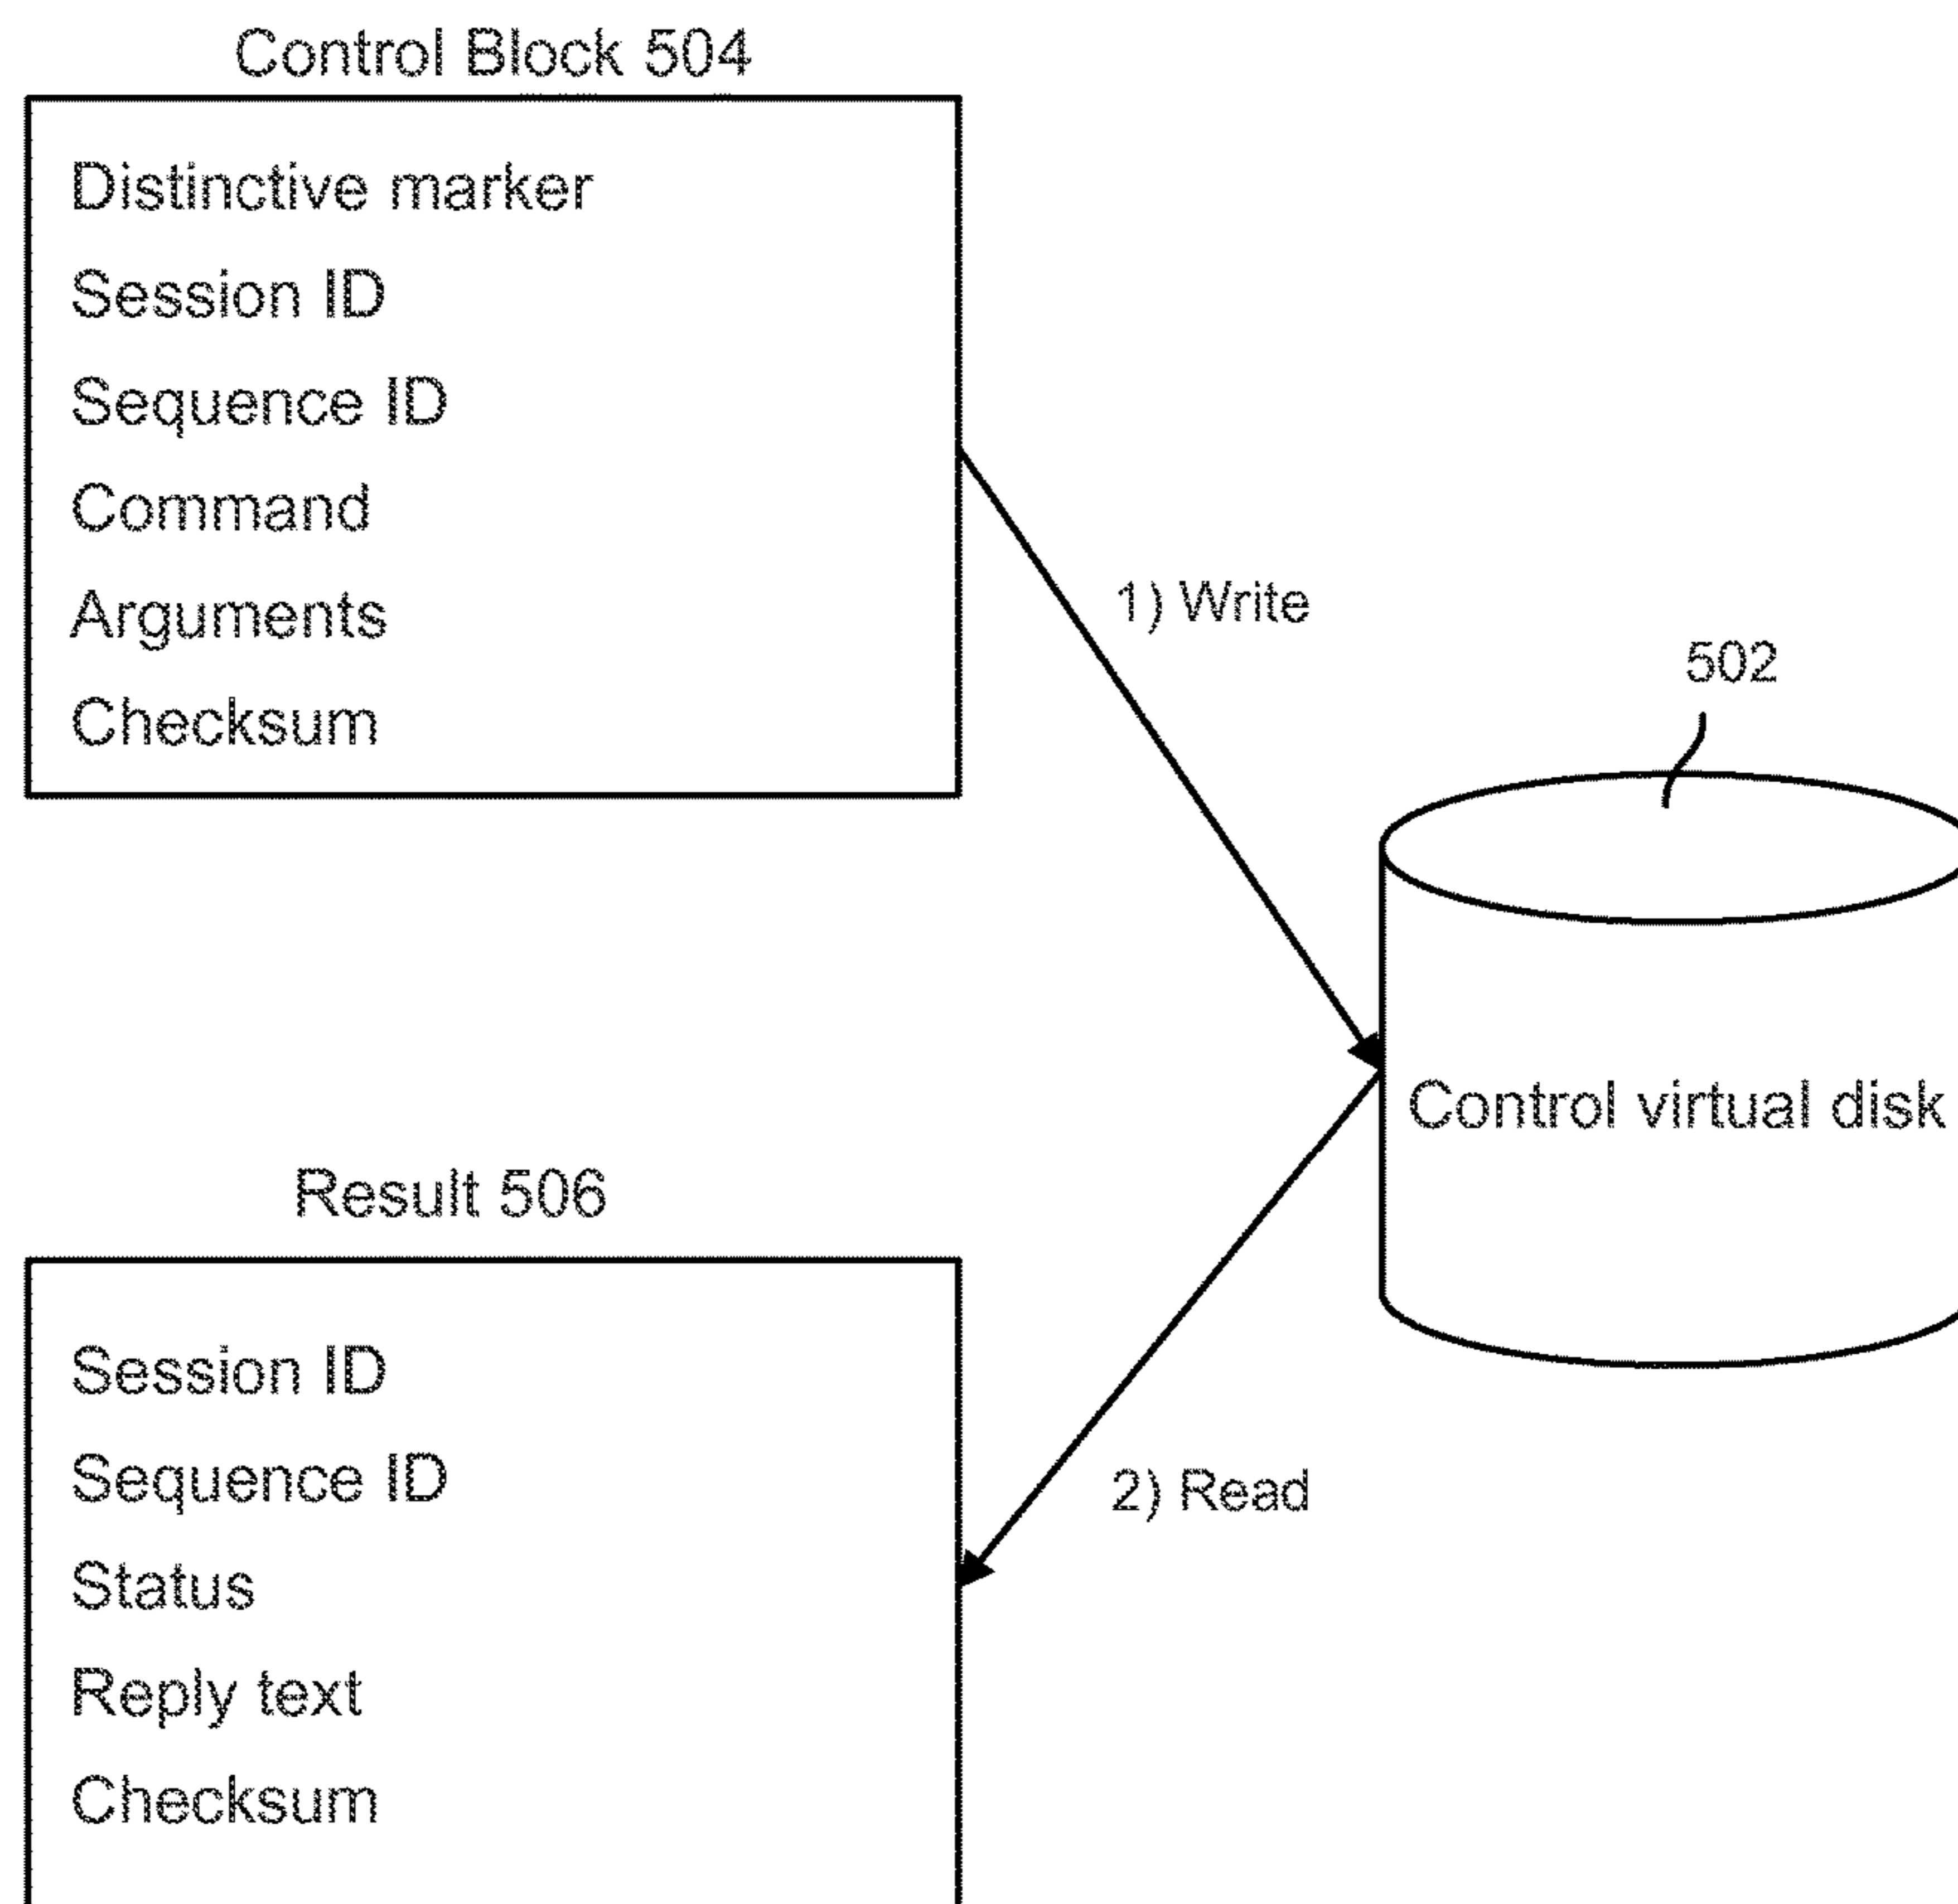 Control Block 504
Distinctive marker
Session ID
Sequence ID
Command
Arguments
Checksum
1) Write
502
Control virtual disk
Result 506
Session ID
Sequence ID
Status
Reply text
Checksum
2) Read